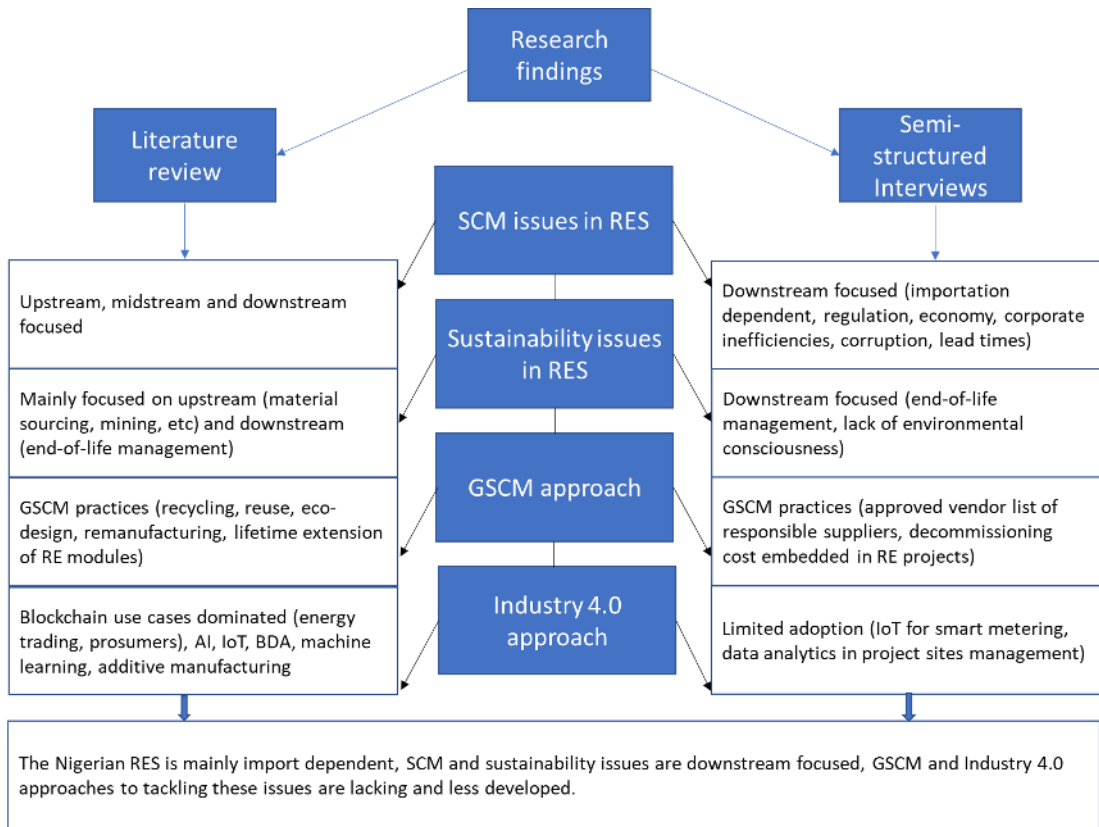 Research
findings
Literature
review
Semi-
structured
Interviews
SCM issues in RES
Upstream, midstream and downstream
focused
Downstream focused (importation
dependent, regulation, economy, corporate
inefficiencies, corruption, lead times)
Sustainability issues
in RES
Mainly focused on upstream (material
sourcing, mining, etc) and downstream
(end-of-life management)
Downstream focused (end-of-life
management, lack of environmental
consciousness)
GSCM approach
GSCM practices (recycling, reuse, eco-
design, remanufacturing, lifetime extension
of RE modules)
GSCM practices (approved vendor list of
responsible suppliers, decommissioning
cost embedded in RE projects)
Industry 4.0
approach
Blockchain use cases dominated (energy
trading, prosumers), AI, IoT, BDA, machine
learning, additive manufacturing
Limited adoption (IoT for smart metering,
data analytics in project sites management)
The Nigerian RES is mainly import dependent, SCM and sustainability issues are downstream focused, GSCM and Industry 4.0
approaches to tackling these issues are lacking and less developed.